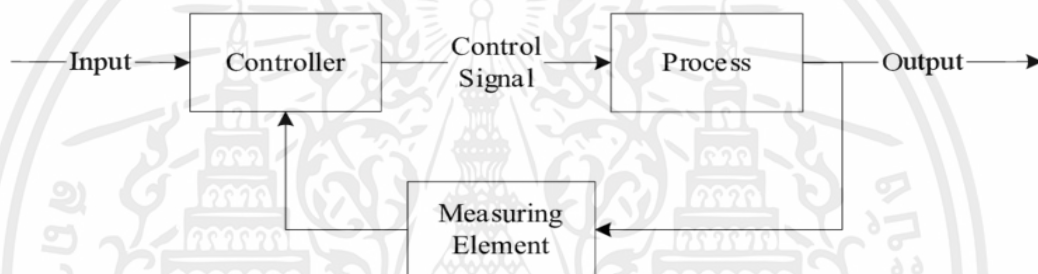 Input
Controller
Control
Signal
Process
Output
Measuring
Element